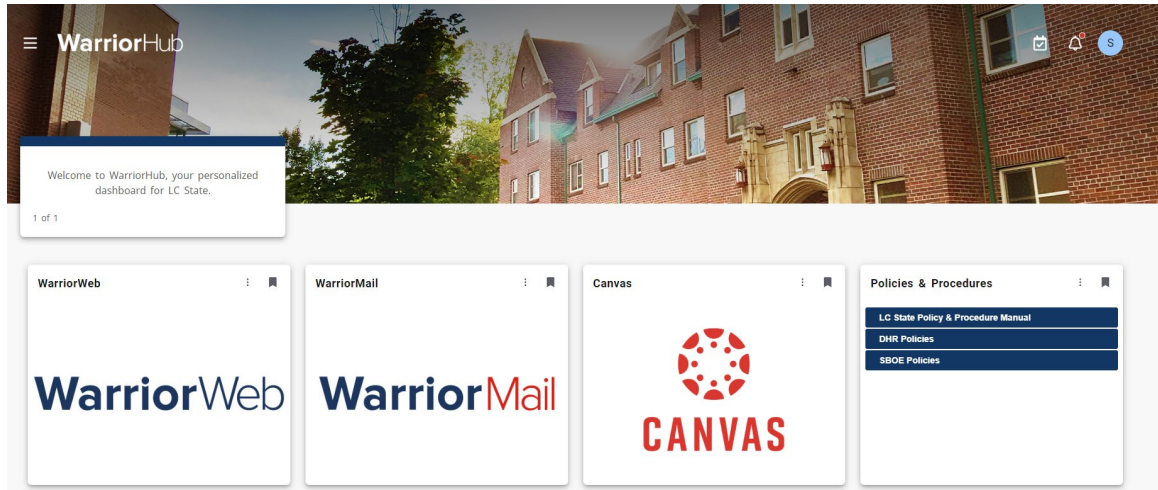 WarriorHub
S
Welcome to WarriorHub, your personalized
dashboard for LC State.
1 of 1
WarriorWeb
WarriorMail
Canvas
Policies & Procedures
LC State Policy & Procedure Manual
DHR Policies
SBOE Policies
WarriorWeb
WarriorMail
CANVAS